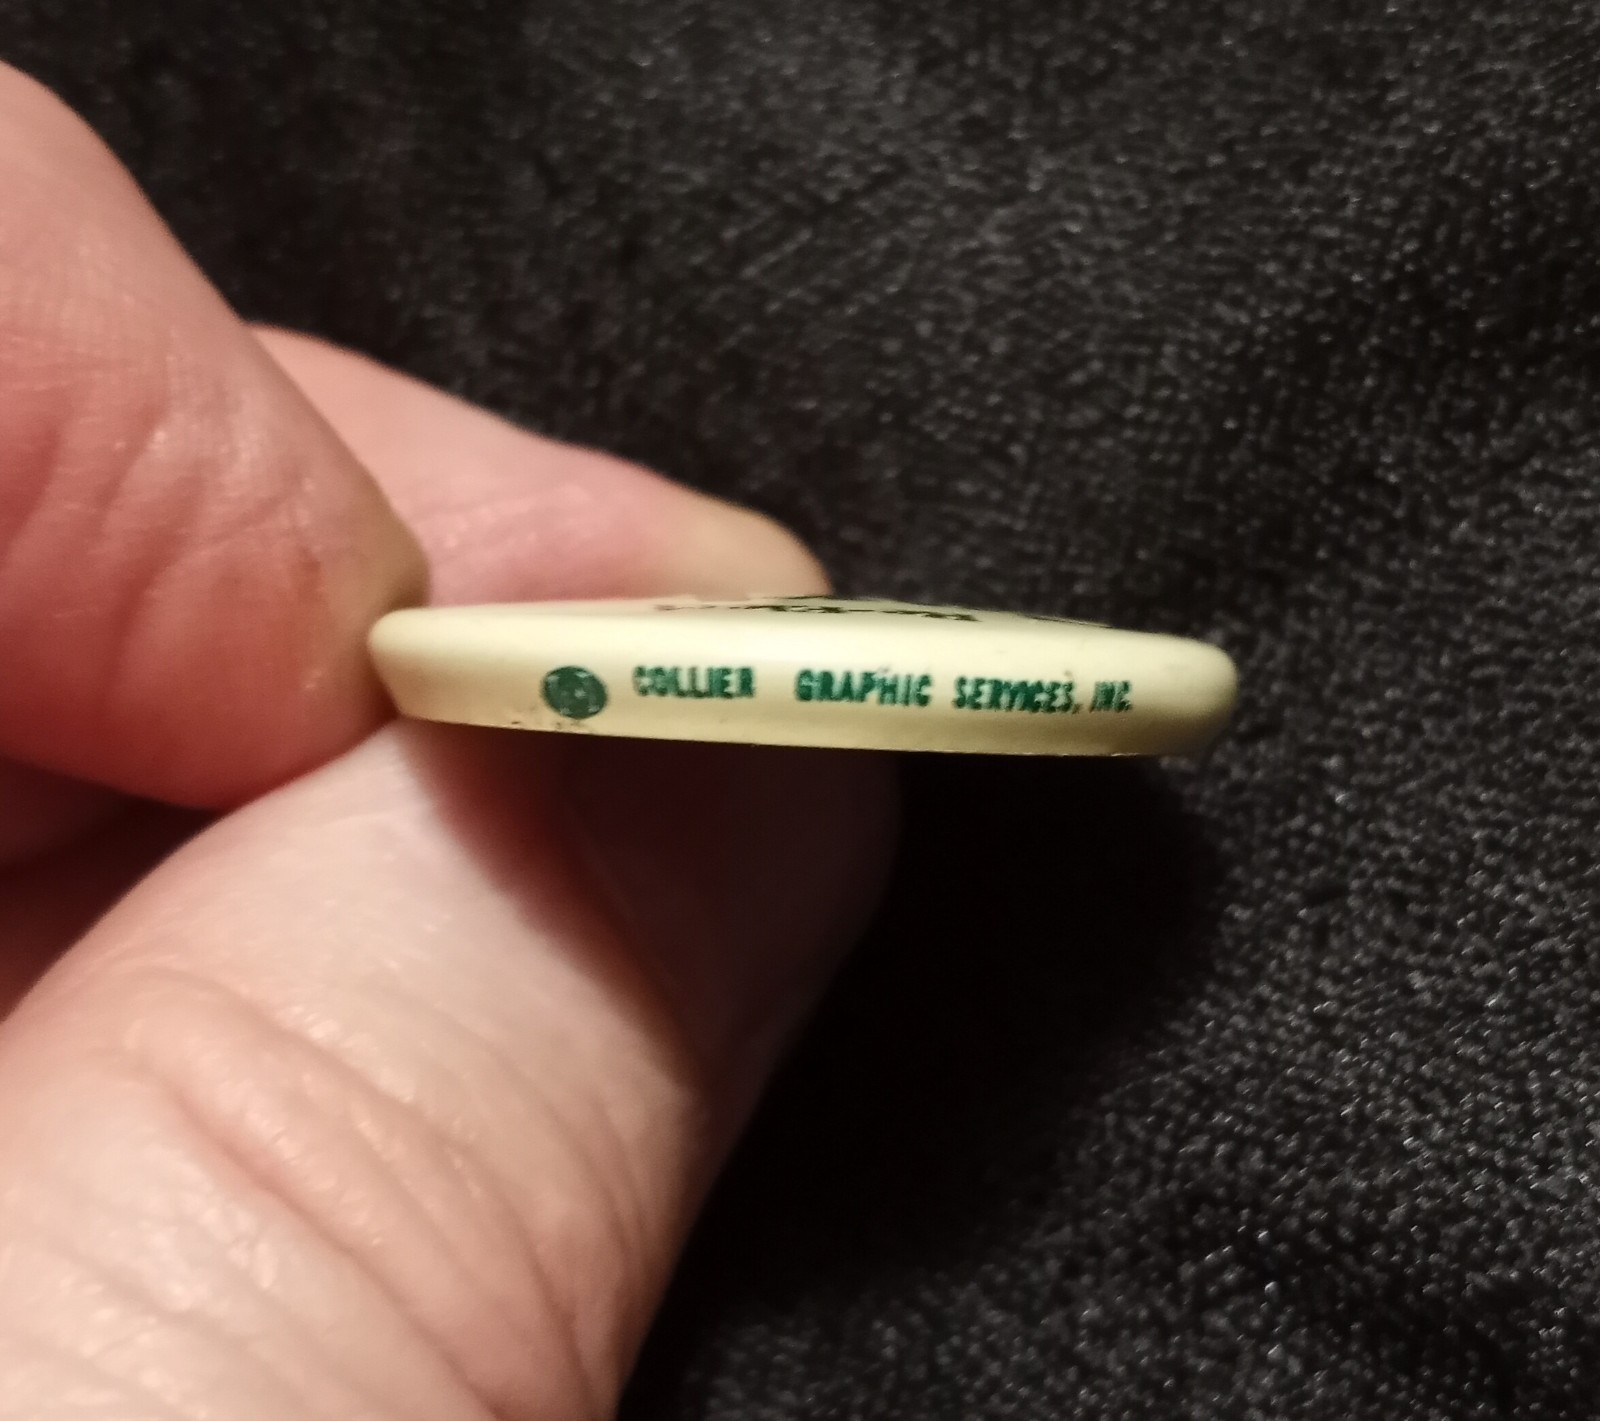 COLLIER GRAPHIC SERVICES, INC.